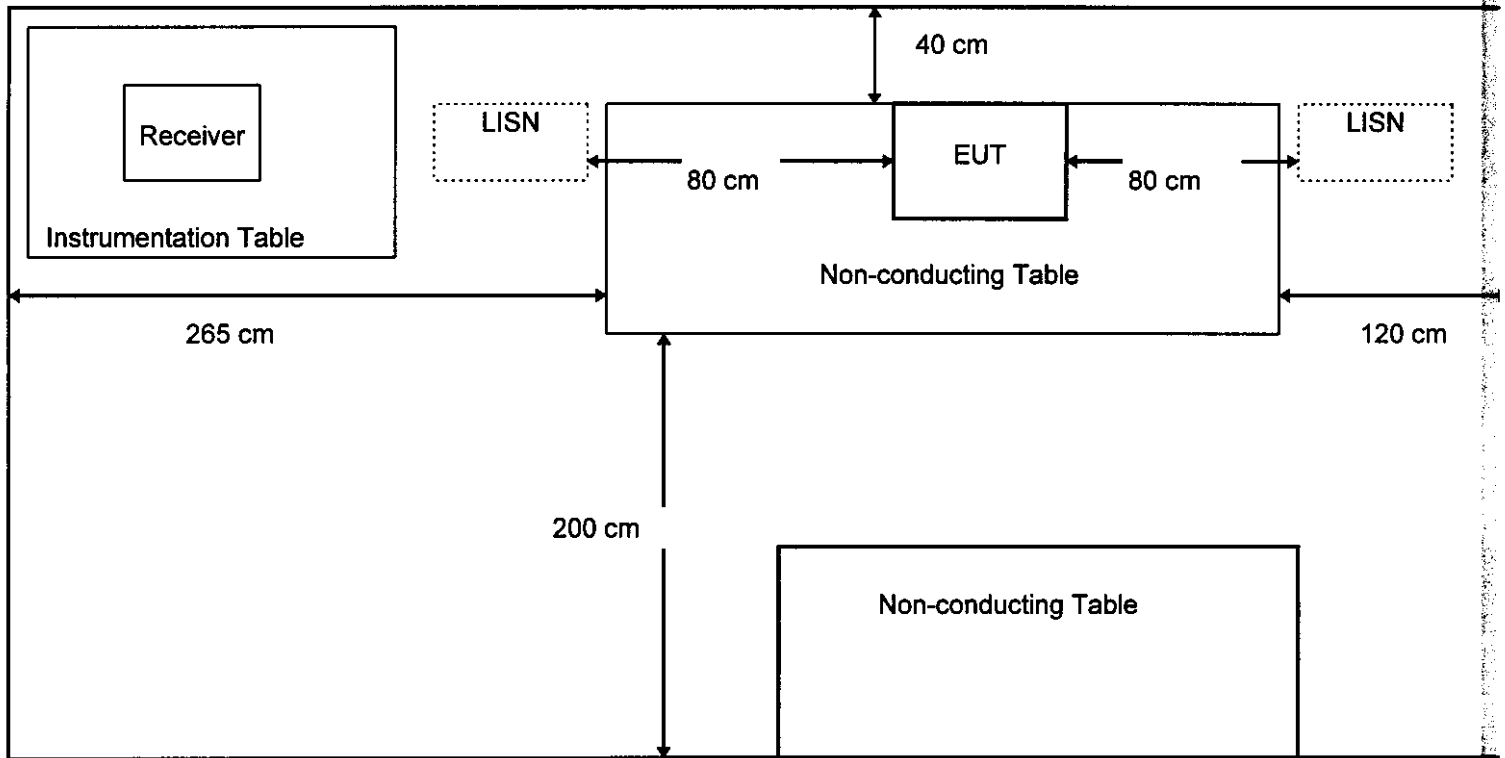 40 cm
Receiver
LISN
EUT
LISN
80 cm
80 cm
Instrumentation Table
Non-conducting Table
265 cm
120 cm
200 cm
Non-conducting Table